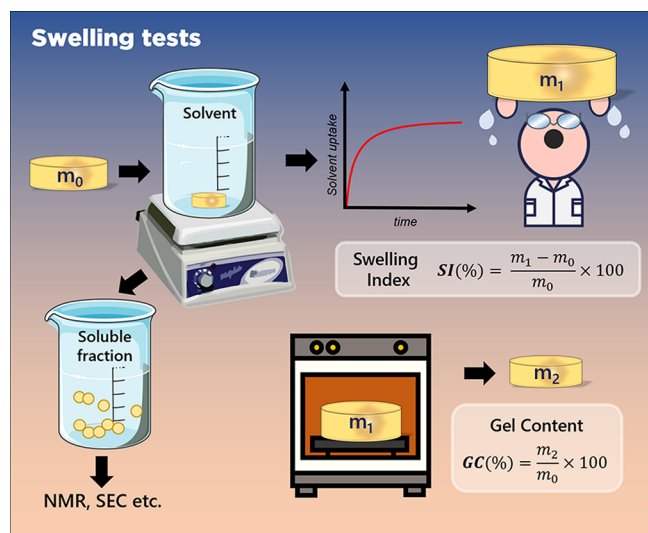 Swelling tests
Solvent
m₀
Solvent uptake
time
m₁
Swelling
Index
SI(%) = (m₁ − m₀)/m₀ × 100
Soluble
fraction
NMR, SEC etc.
m₁
m₂
Gel Content
GC(%) = m₂/m₀ × 100